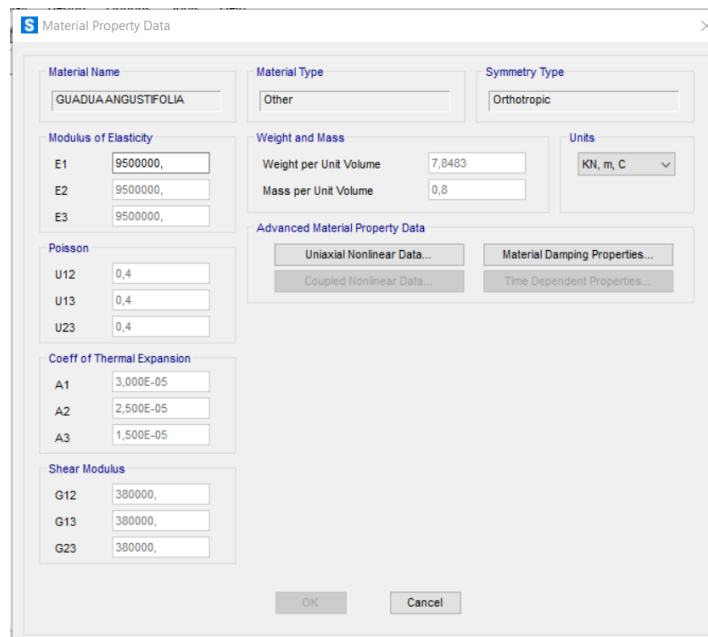 S Material Property Data
Material Name
GUADUA ANGUSTIFOLIA
Material Type
Other
Symmetry Type
Orthotropic
Modulus of Elasticity
E1 9500000,
E2 9500000,
E3 9500000,
Weight and Mass
Weight per Unit Volume 7,8483
Mass per Unit Volume 0,8
Units
KN, m, C
Poisson
U12 0,4
U13 0,4
U23 0,4
Advanced Material Property Data
Uniaxial Nonlinear Data... Material Damping Properties...
Coupled Nonlinear Data... Time Dependent Properties...
Coeff of Thermal Expansion
A1 3,000E-05
A2 2,500E-05
A3 1,500E-05
Shear Modulus
G12 380000,
G13 380000,
G23 380000,
OK Cancel